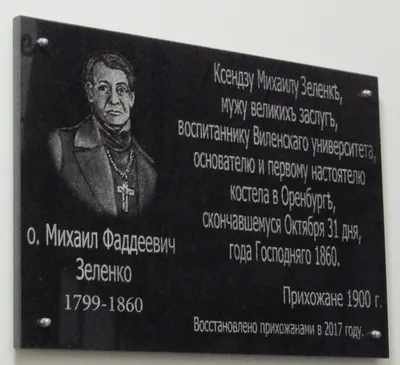 Ксендзу Михаилу Зеленкѣ,
мужу великихъ заслугъ,
воспитаннику Виленскаго университета,
основателю и первому настоятелю
костела в Оренбургѣ,
скончавшемуся Октября 31 дня,
года Господняго 1860.
Прихожане 1900 г.
Восстановлено прихожанами в 2017 году.
о. Михаил Фаддеевич
Зеленко
1799-1860